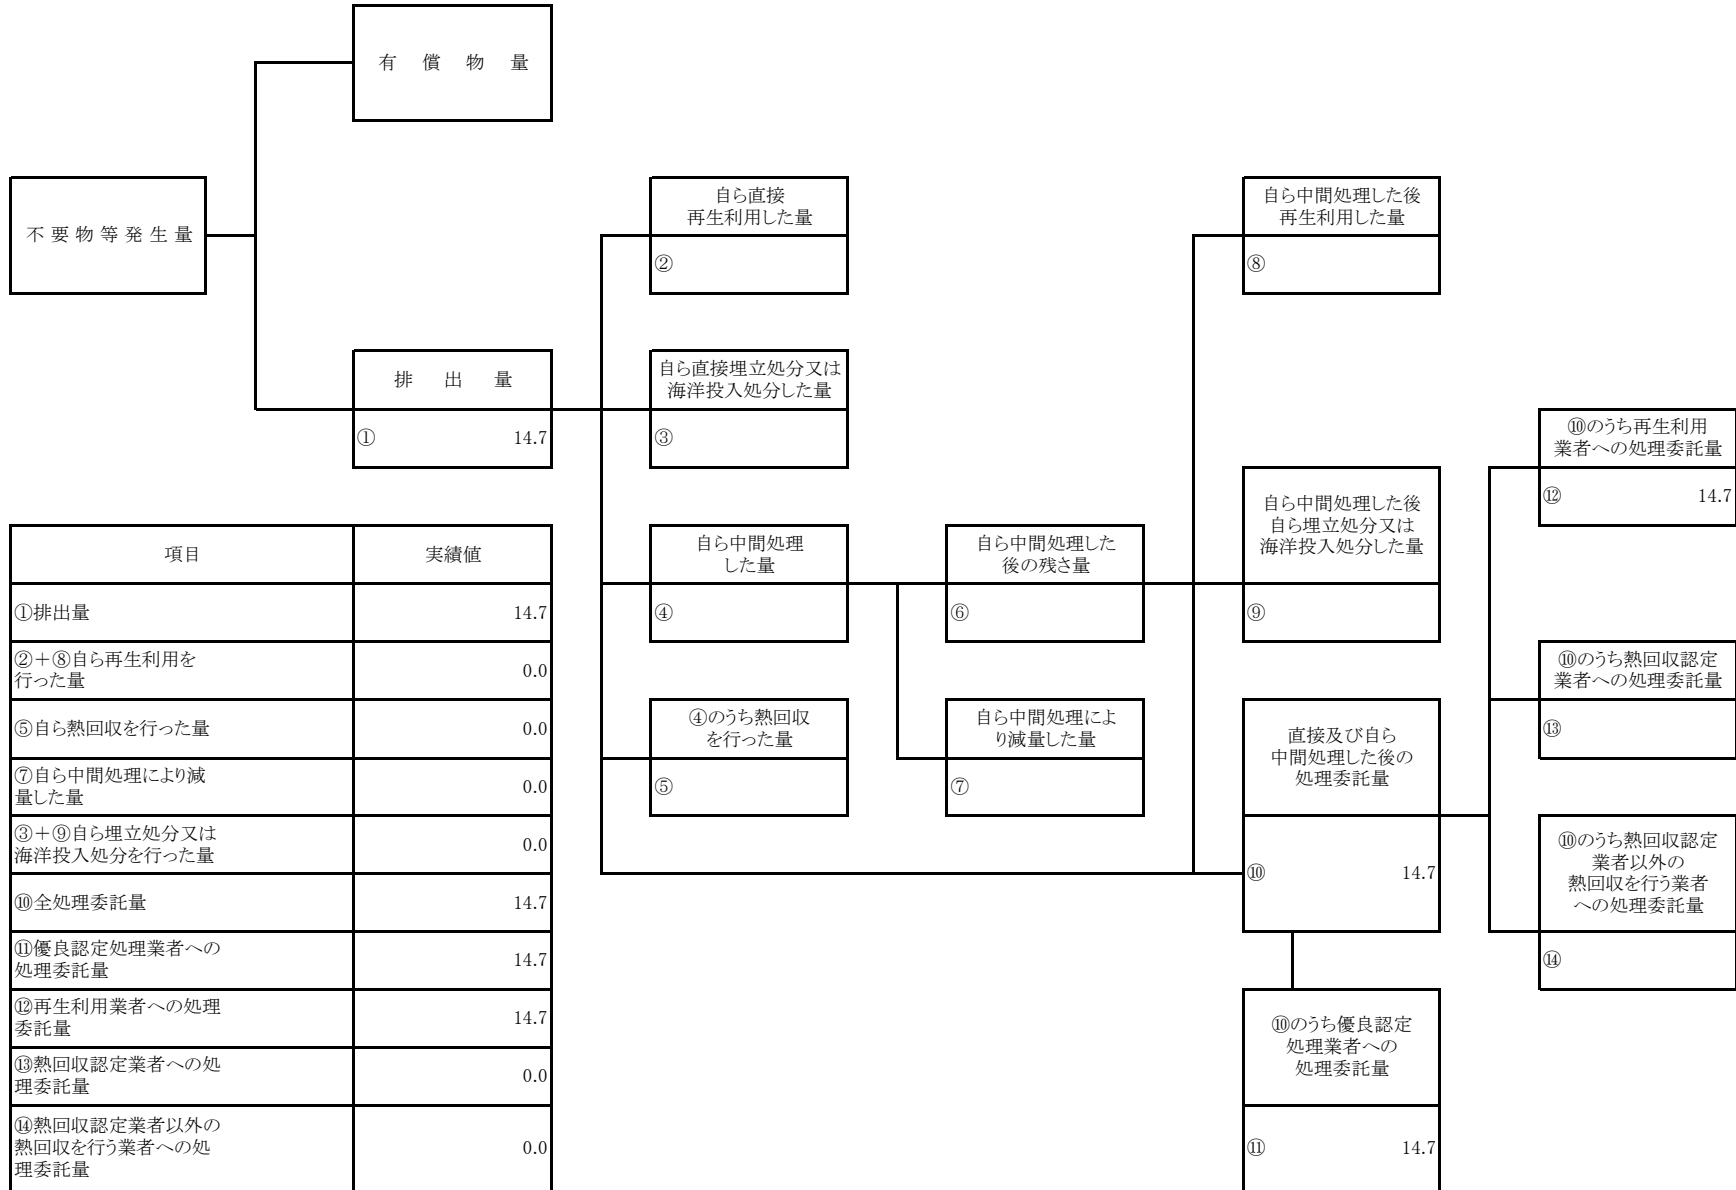 有償物量
不要物等発生量
自ら直接
再生利用した量
②
自ら中間処理した後
再生利用した量
⑧
排出量
① 14.7
自ら直接埋立処分又は
海洋投入処分した量
③
⑩のうち再生利用
業者への処理委託量
⑫ 14.7
自ら中間処理した後
自ら埋立処分又は
海洋投入処分した量
⑨
自ら中間処理
した量
④
自ら中間処理した
後の残さ量
⑥
⑩のうち熱回収認定
業者への処理委託量
⑬
④のうち熱回収
を行った量
⑤
自ら中間処理によ
り減量した量
⑦
直接及び自ら
中間処理した後の
処理委託量
⑩ 14.7
⑩のうち熱回収認定
業者以外の
熱回収を行う業者
への処理委託量
⑭
⑩のうち優良認定
処理業者への
処理委託量
⑪ 14.7
項目 実績値
①排出量 14.7
②＋⑧自ら再生利用を
行った量 0.0
⑤自ら熱回収を行った量 0.0
⑦自ら中間処理により減
量した量 0.0
③＋⑨自ら埋立処分又は
海洋投入処分を行った量 0.0
⑩全処理委託量 14.7
⑪優良認定処理業者への
処理委託量 14.7
⑫再生利用業者への処理
委託量 14.7
⑬熱回収認定業者への処
理委託量 0.0
⑭熱回収認定業者以外の
熱回収を行う業者への処
理委託量 0.0